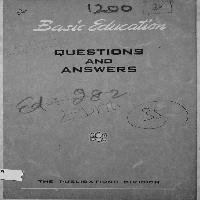 1200
Basic Education
QUESTIONS
AND
ANSWERS
Ed-282
THE PUBLICATIONS DIVISION